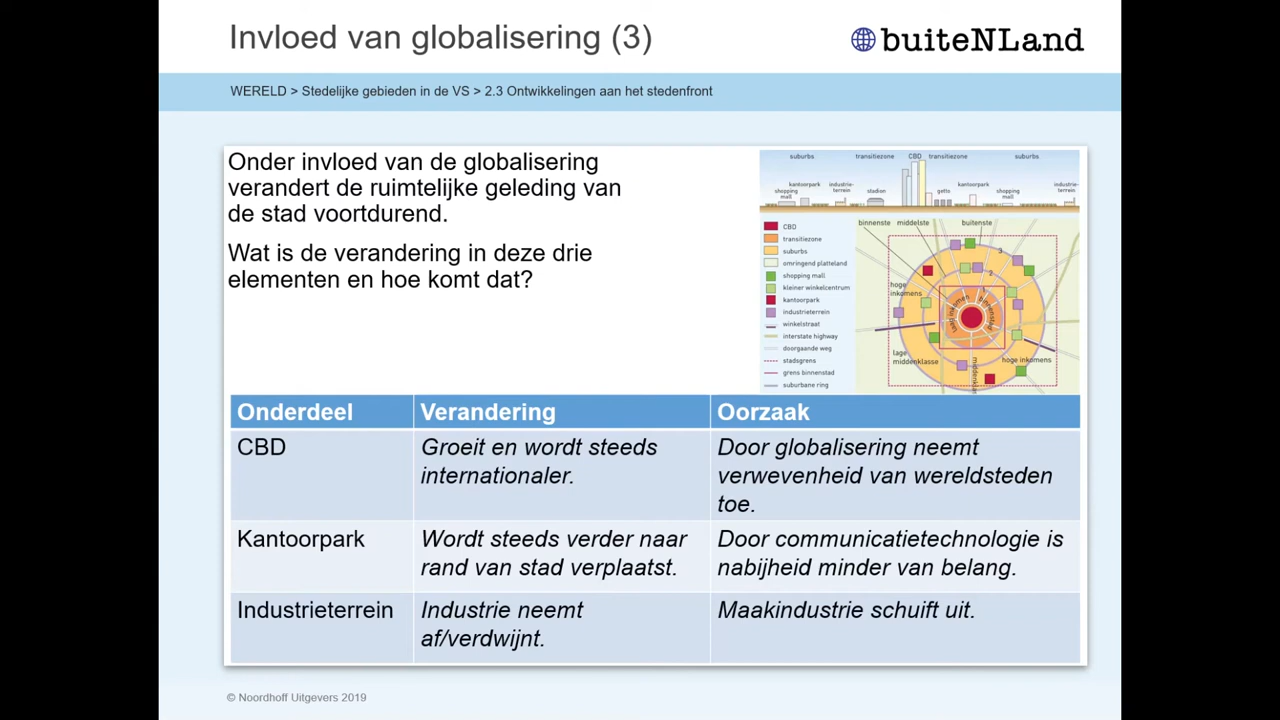 Invloed van globalisering (3)
buiteNLand
WERELD > Stedelijke gebieden in de VS > 2.3 Ontwikkelingen aan het stedenfront
Onder invloed van de globalisering
verandert de ruimtelijke geleding van
de stad voortdurend.
Wat is de verandering in deze drie
elementen en hoe komt dat?
suburbs transitiezone CBD transitiezone suburbs
shopping mall kantoorpark industrie-terrein stadion getto kantoorpark shopping mall industrie-terrein
CBD
transitiezone
suburbs
omringend platteland
shopping mall
kleiner winkelcentrum
kantoorpark
industrieterrein
winkelstraat
interstate highway
doorgaande weg
stadsgrens
grens binnenstad
suburbane ring
binnenste middelste buitenste
3
2
1
hoge
inkomens
binnenstad
lage
middenklasse
hoge inkomens
Onderdeel Verandering Oorzaak
CBD
Groeit en wordt steeds
internationaler.
Door globalisering neemt
verwevenheid van wereldsteden
toe.
Kantoorpark
Wordt steeds verder naar
rand van stad verplaatst.
Door communicatietechnologie is
nabijheid minder van belang.
Industrieterrein
Industrie neemt
af/verdwijnt.
Maakindustrie schuift uit.
© Noordhoff Uitgevers 2019